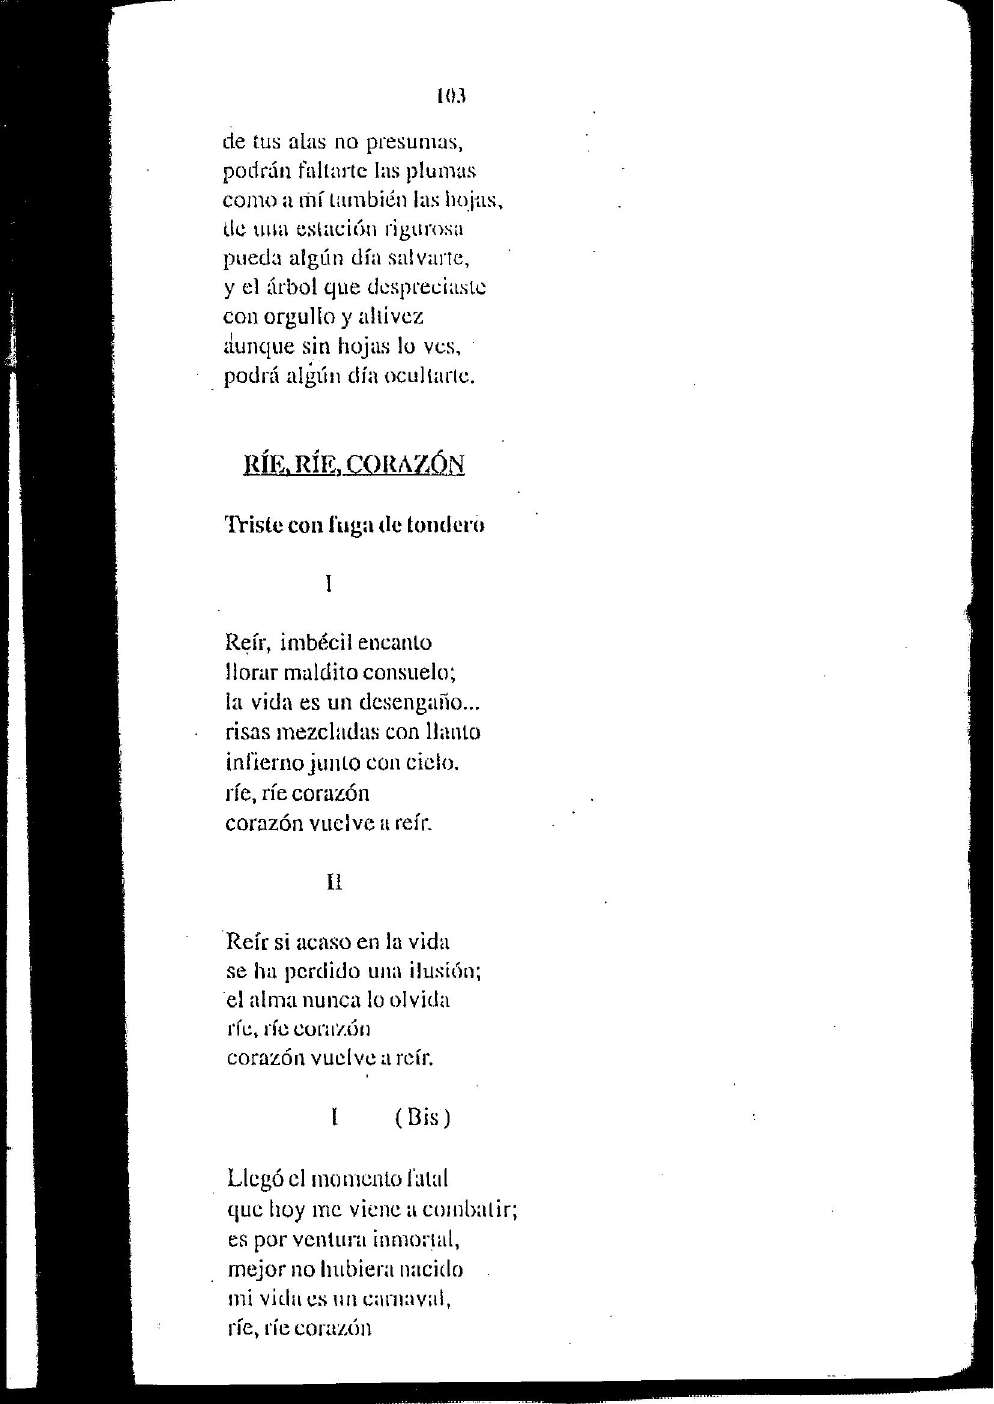 103
de tus alas no presumas,
podrán faltarte las plumas
como a mí también las hojas,
de una estación rigurosa
pueda algún día salvarte,
y el árbol que despreciaste
con orgullo y altivez
aunque sin hojas lo ves,
podrá algún día ocultarte.
RÍE, RÍE, CORAZÓN
Triste con fuga de tondero
I
Reír, imbécil encanto
llorar maldito consuelo;
la vida es un desengaño...
risas mezcladas con llanto
infierno junto con cielo.
ríe, ríe corazón
corazón vuelve a reír.
II
Reír si acaso en la vida
se ha perdido una ilusión;
el alma nunca lo olvida
ríe, ríe corazón
corazón vuelve a reír.
I (Bis)
Llegó el momento fatal
que hoy me viene a combatir;
es por ventura inmortal,
mejor no hubiera nacido
mi vida es un carnaval,
ríe, ríe corazón